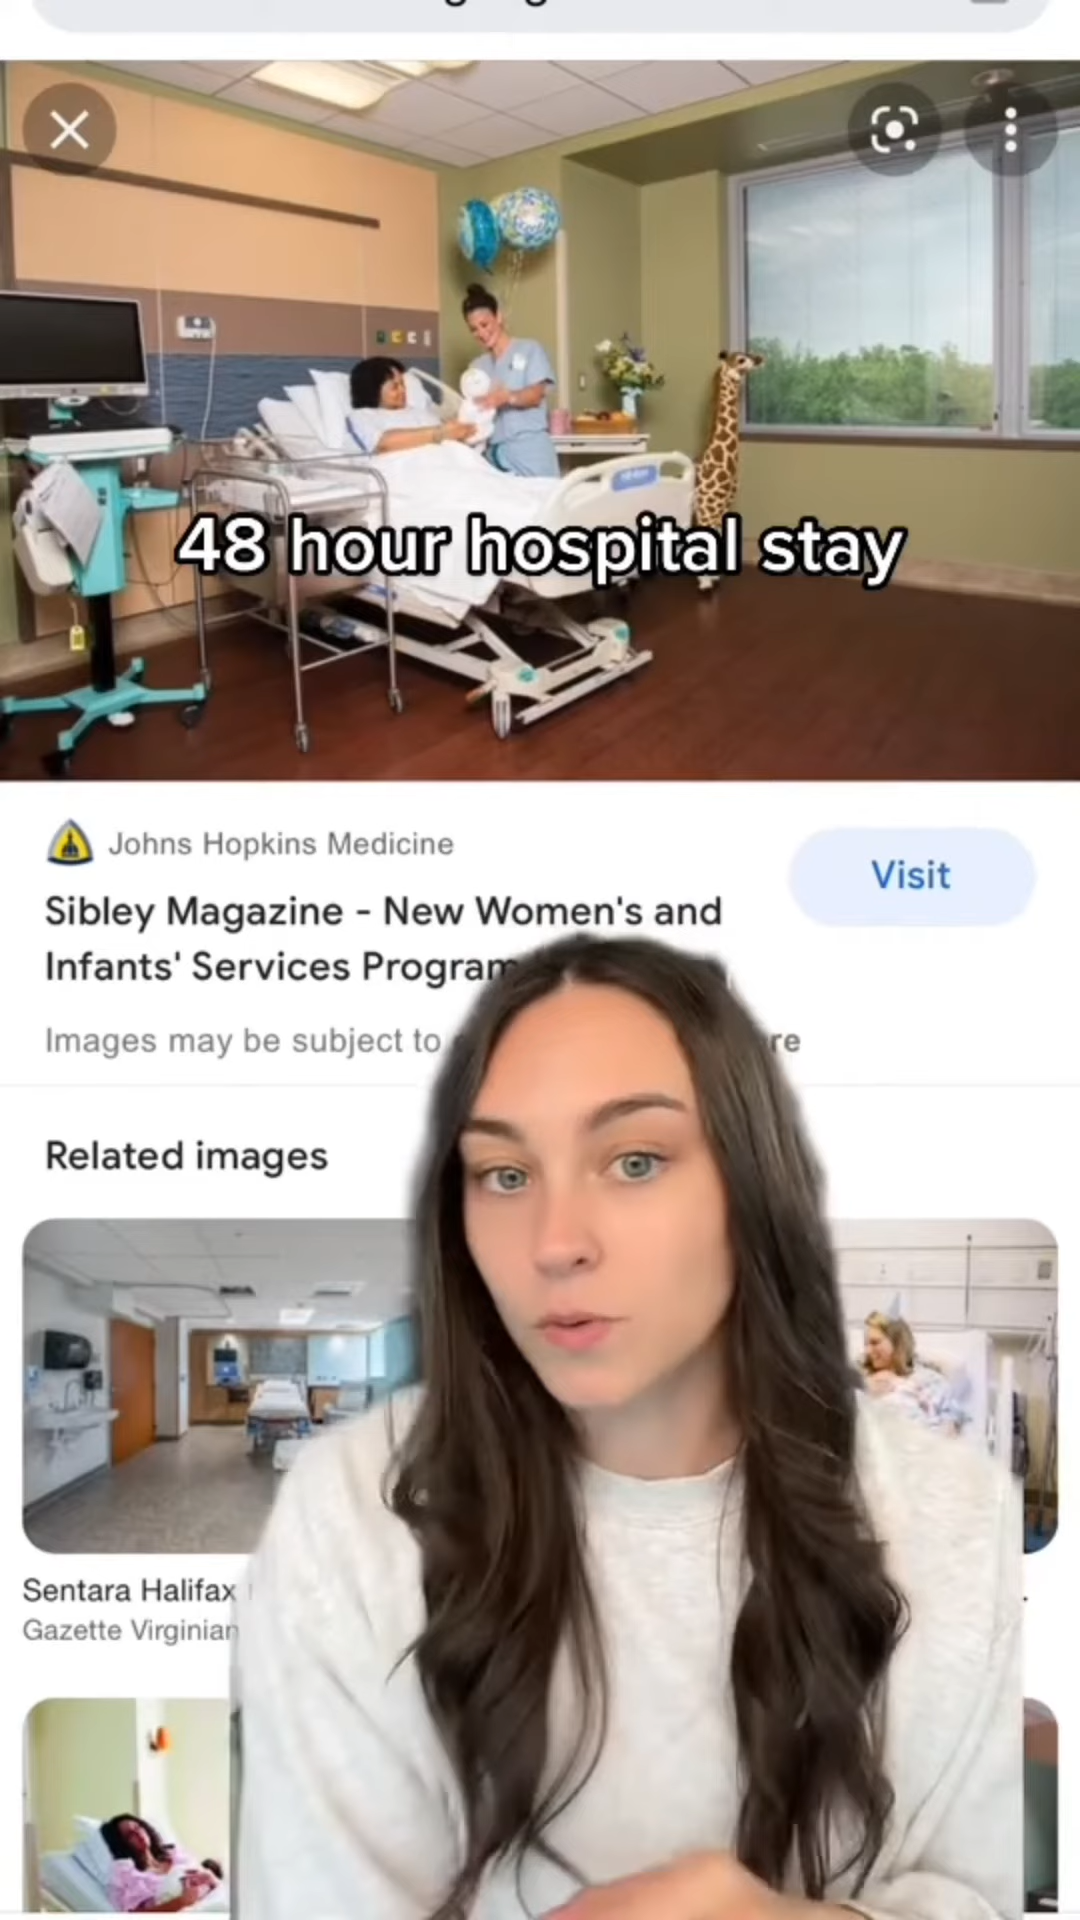 48 hour hospital stay
Johns Hopkins Medicine
Visit
Sibley Magazine - New Women's and
Infants' Services Program
Images may be subject to
re
Related images
Sentara Halifax
Gazette Virginian